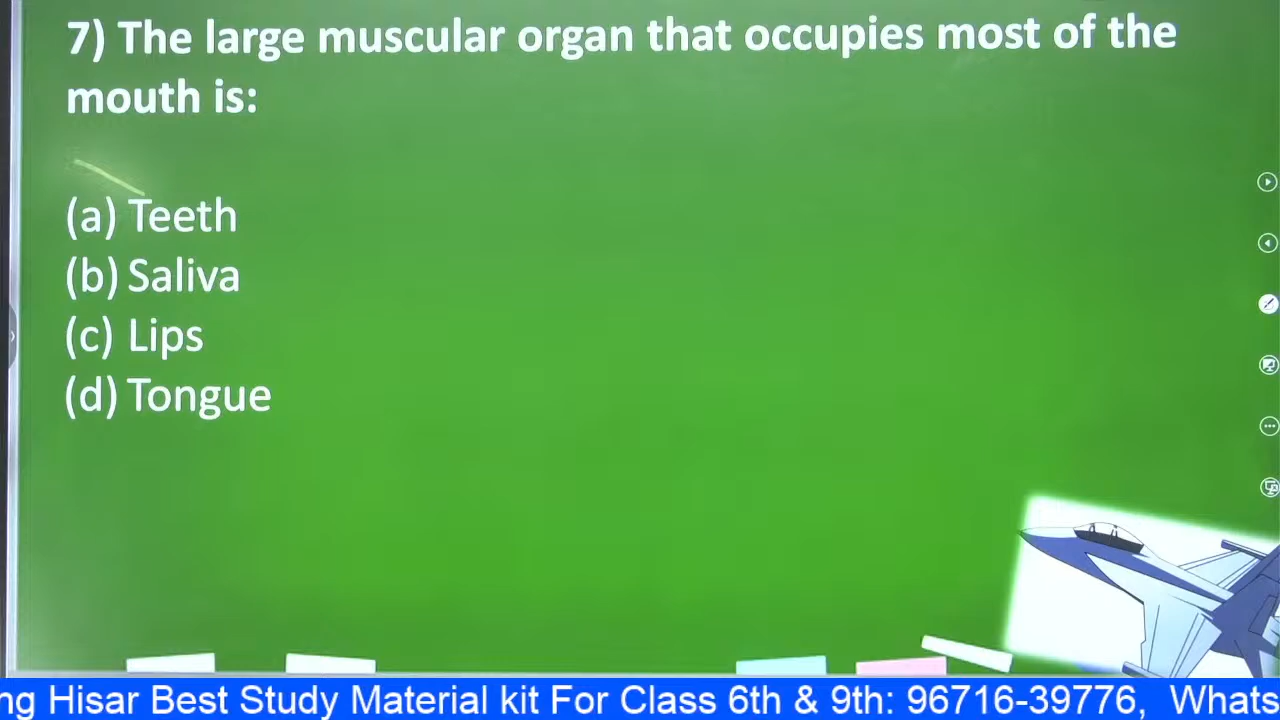 7) The large muscular organ that occupies most of the
mouth is:
(a) Teeth
(b) Saliva
(c) Lips
(d) Tongue
ng Hisar Best Study Material kit For Class 6th & 9th: 96716-39776, Whats